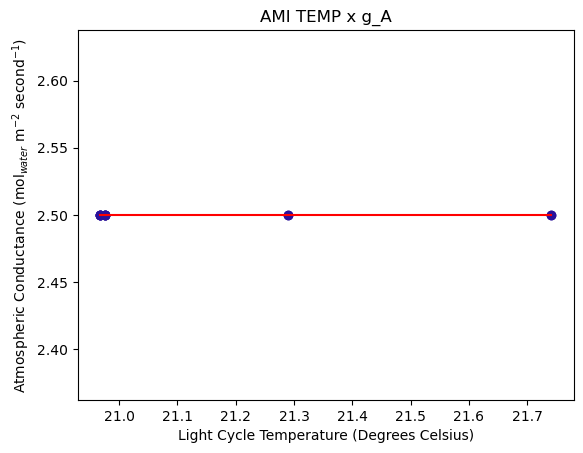 AMI TEMP x g_A
Atmospheric Conductance (mol_water m⁻² second⁻¹)
2.60
2.55
2.50
2.45
2.40
21.0 21.1 21.2 21.3 21.4 21.5 21.6 21.7
Light Cycle Temperature (Degrees Celsius)